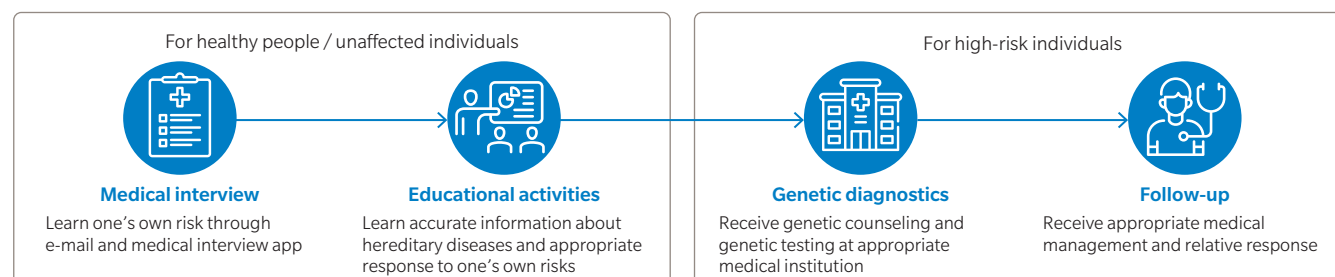 For healthy people / unaffected individuals
For high-risk individuals
Medical interview
Learn one’s own risk through
e-mail and medical interview app
Educational activities
Learn accurate information about
hereditary diseases and appropriate
response to one’s own risks
Genetic diagnostics
Receive genetic counseling and
genetic testing at appropriate
medical institution
Follow-up
Receive appropriate medical
management and relative response